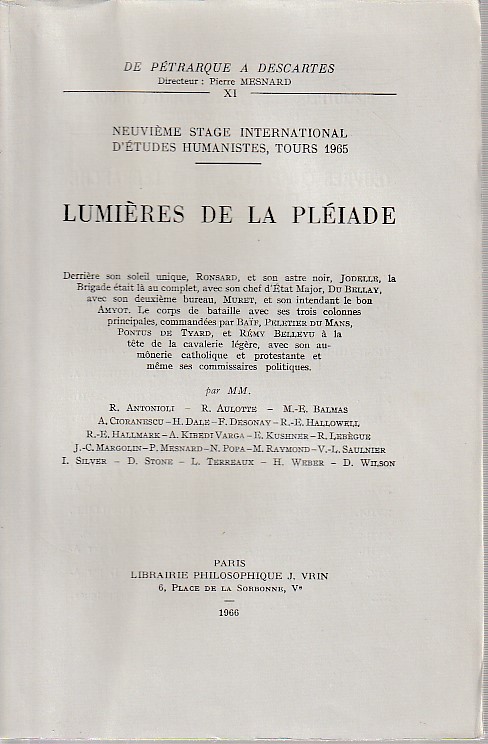 DE PÉTRARQUE A DESCARTES
Directeur : Pierre MESNARD
XI
NEUVIÈME STAGE INTERNATIONAL
D'ÉTUDES HUMANISTES, TOURS 1965
LUMIÈRES DE LA PLÉIADE
Derrière son soleil unique, RONSARD, et son astre noir, JODELLE, la
Brigade était là au complet, avec son chef d'État Major, DU BELLAY,
avec son deuxième bureau, MURET, et son intendant le bon
AMYOT. Le corps de bataille avec ses trois colonnes
principales, commandées par BAÏF, PELETIER DU MANS,
PONTUS DE TYARD, et RÉMY BELLEVU à la
tête de la cavalerie légère, avec son au-
mônerie catholique et protestante et
même ses commissaires politiques.
par MM.
R. ANTONIOLI – R. AULOTTE – M.-E. BALMAS
A. CIORANESCU – H. DALE – F. DESONAY – R.-E. HALLOWELL
R.-E. HALLMARK – A. KIBEDI VARGA – E. KUSHNER – R. LEBÈGUE
J.-C. MARGOLIN – P. MESNARD – N. POPA – M. RAYMOND – V.-L. SAULNIER
I. SILVER – D. STONE – L. TERREAUX – H. WEBER – D. WILSON
PARIS
LIBRAIRIE PHILOSOPHIQUE J. VRIN
6, PLACE DE LA SORBONNE, Ve
1966